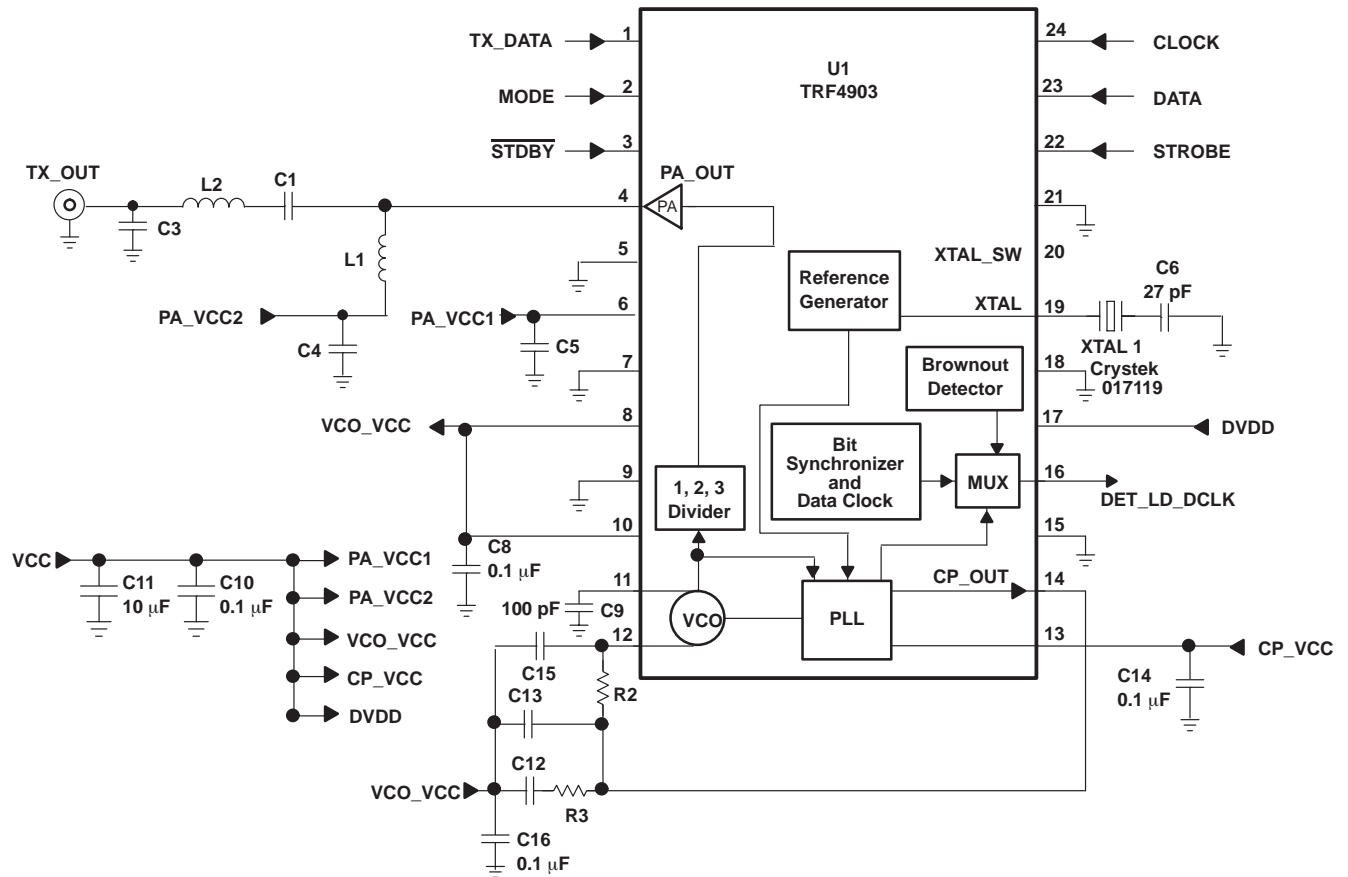 TX_DATA
1
24
CLOCK
U1
TRF4903
MODE
2
23
DATA
STDBY
3
22
STROBE
TX_OUT
L2
C1
4
PA_OUT
PA
21
C3
L1
5
XTAL_SW
20
Reference
Generator
C6
27 pF
PA_VCC2
PA_VCC1
6
XTAL
19
C4
C5
XTAL 1
Crystek
017119
7
Brownout
Detector
18
VCO_VCC
8
17
DVDD
Bit
Synchronizer
and
Data Clock
9
1, 2, 3
Divider
MUX
16
DET_LD_DCLK
10
15
C8
0.1 μF
VCC
C11
10 μF
C10
0.1 μF
PA_VCC1
PA_VCC2
VCO_VCC
CP_VCC
DVDD
11
CP_OUT
14
100 pF
C9
VCO
PLL
12
13
CP_VCC
C15
R2
C14
0.1 μF
C13
C12
VCO_VCC
R3
C16
0.1 μF